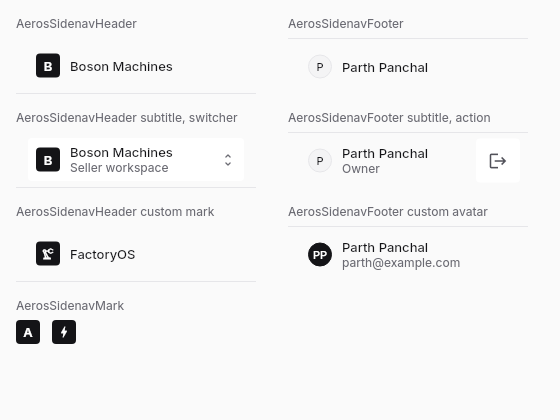 AerosSidenavHeader
B Boson Machines
AerosSidenavHeader subtitle, switcher
B Boson Machines
Seller workspace
AerosSidenavHeader custom mark
FactoryOS
AerosSidenavMark
A
AerosSidenavFooter
P Parth Panchal
AerosSidenavFooter subtitle, action
P Parth Panchal
Owner
AerosSidenavFooter custom avatar
PP Parth Panchal
parth@example.com